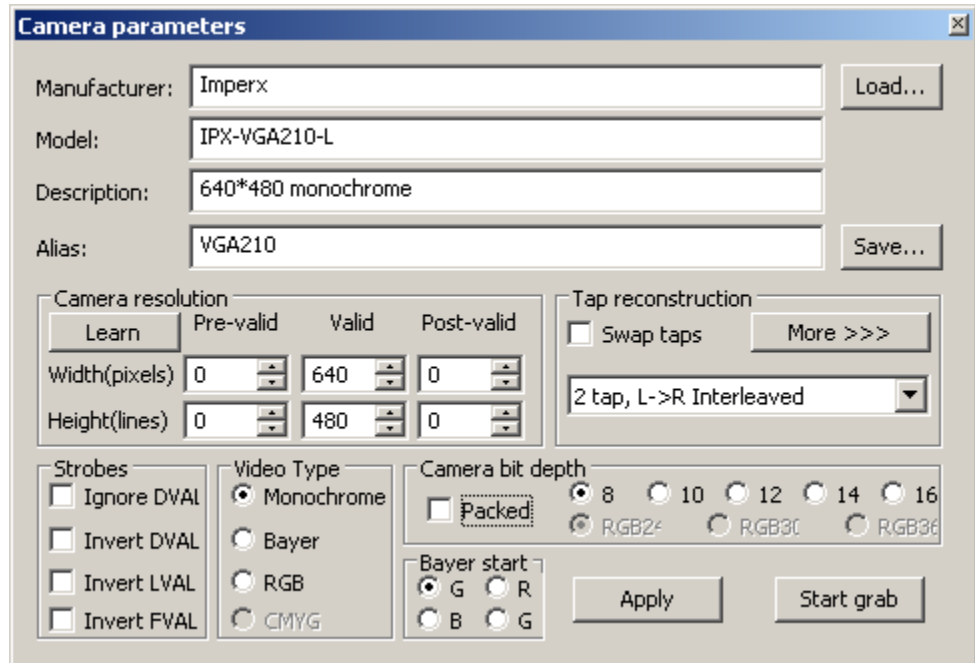 Camera parameters
Manufacturer: Imperx Load...
Model: IPX-VGA210-L
Description: 640*480 monochrome
Alias: VGA210 Save...
Camera resolution Tap reconstruction
Learn Pre-valid Valid Post-valid Swap taps More >>>
Width(pixels) 0 640 0 2 tap, L->R Interleaved
Height(lines) 0 480 0
Strobes Video Type Camera bit depth
Ignore DVAL Monochrome Packed 8 10 12 14 16
RGB24 RGB30 RGB36
Invert DVAL Bayer
Bayer start
Invert LVAL RGB G R Apply Start grab
Invert FVAL CMYG B G